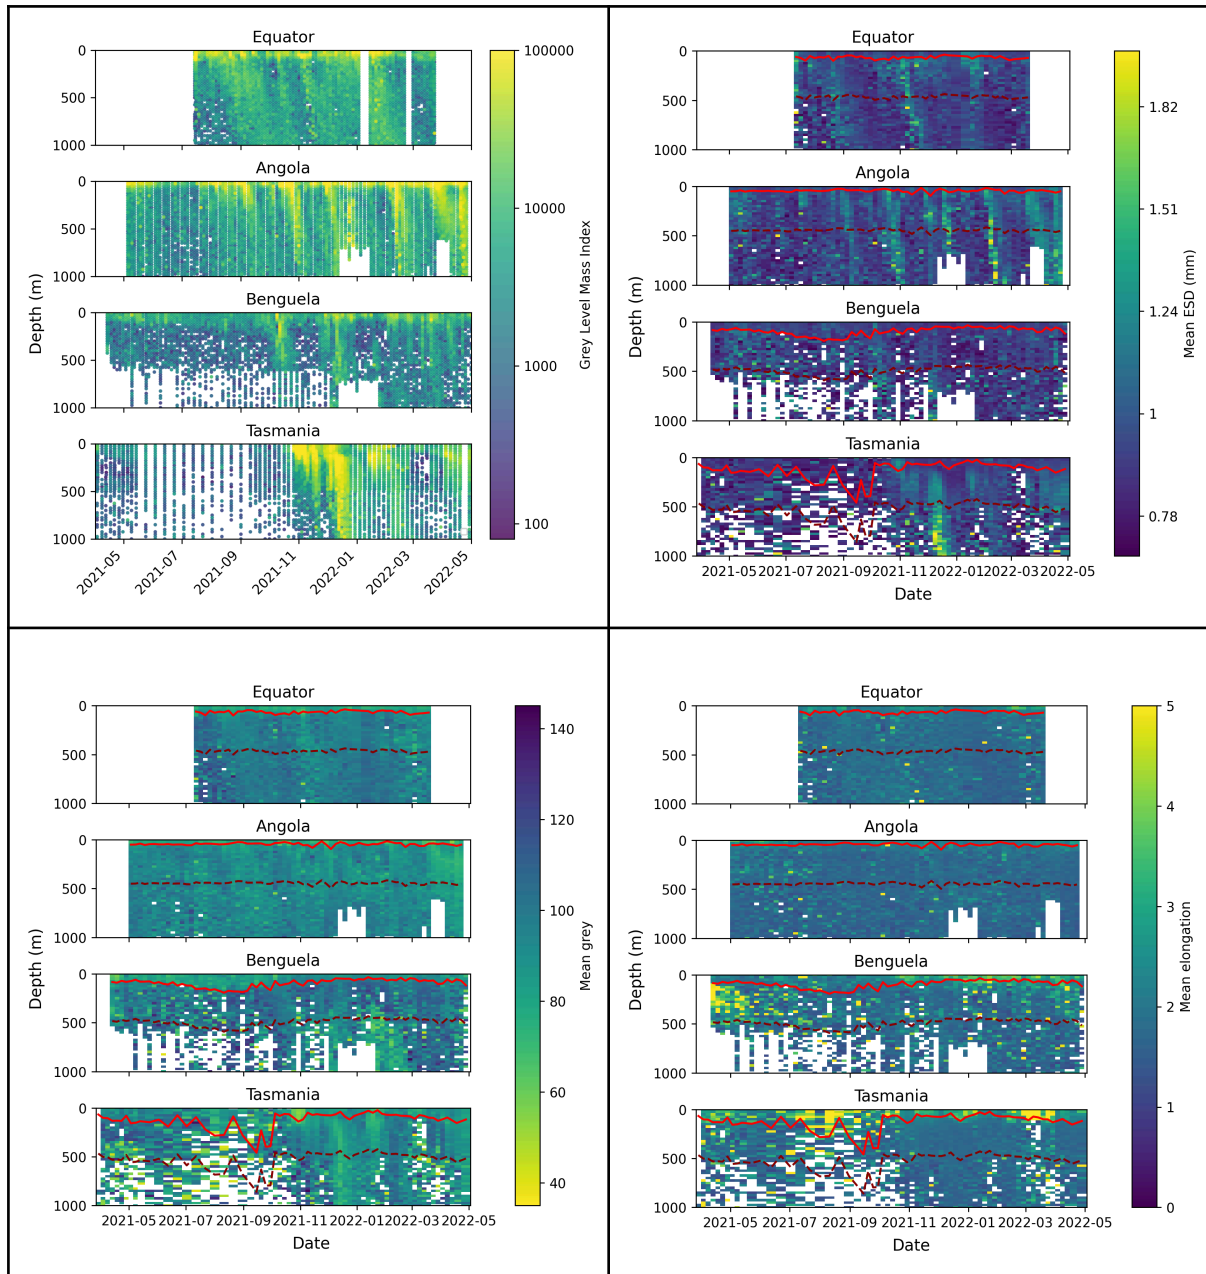 Equator
0
500
1000
Angola
0
500
1000
Benguela
0
500
1000
Tasmania
0
500
1000
2021-05
2021-07
2021-09
2021-11
2022-01
2022-03
2022-05
Depth (m)
100000
10000
1000
100
Grey Level Mass Index
Equator
0
500
1000
Angola
0
500
1000
Benguela
0
500
1000
Tasmania
0
500
1000
2021-05 2021-07 2021-09 2021-11 2022-01 2022-03 2022-05
Date
Depth (m)
1.82
1.51
1.24
1
0.78
Mean ESD (mm)
Equator
0
500
1000
Angola
0
500
1000
Benguela
0
500
1000
Tasmania
0
500
1000
2021-05 2021-07 2021-09 2021-11 2022-01 2022-03 2022-05
Date
Depth (m)
140
120
100
80
60
40
Mean grey
Equator
0
500
1000
Angola
0
500
1000
Benguela
0
500
1000
Tasmania
0
500
1000
2021-05 2021-07 2021-09 2021-11 2022-01 2022-03 2022-05
Date
Depth (m)
5
4
3
2
1
0
Mean elongation